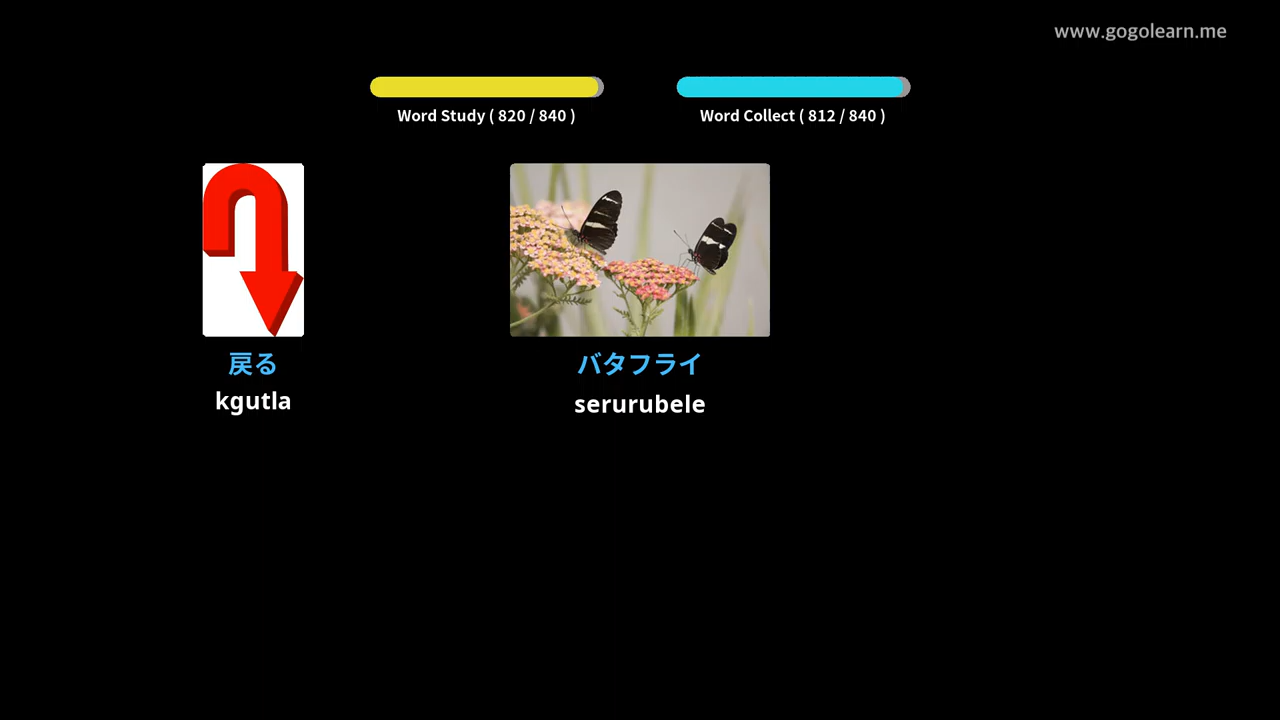 www.gogolearn.me
Word Study ( 820 / 840 )
Word Collect ( 812 / 840 )
戻る
kgutla
バタフライ
serurubele